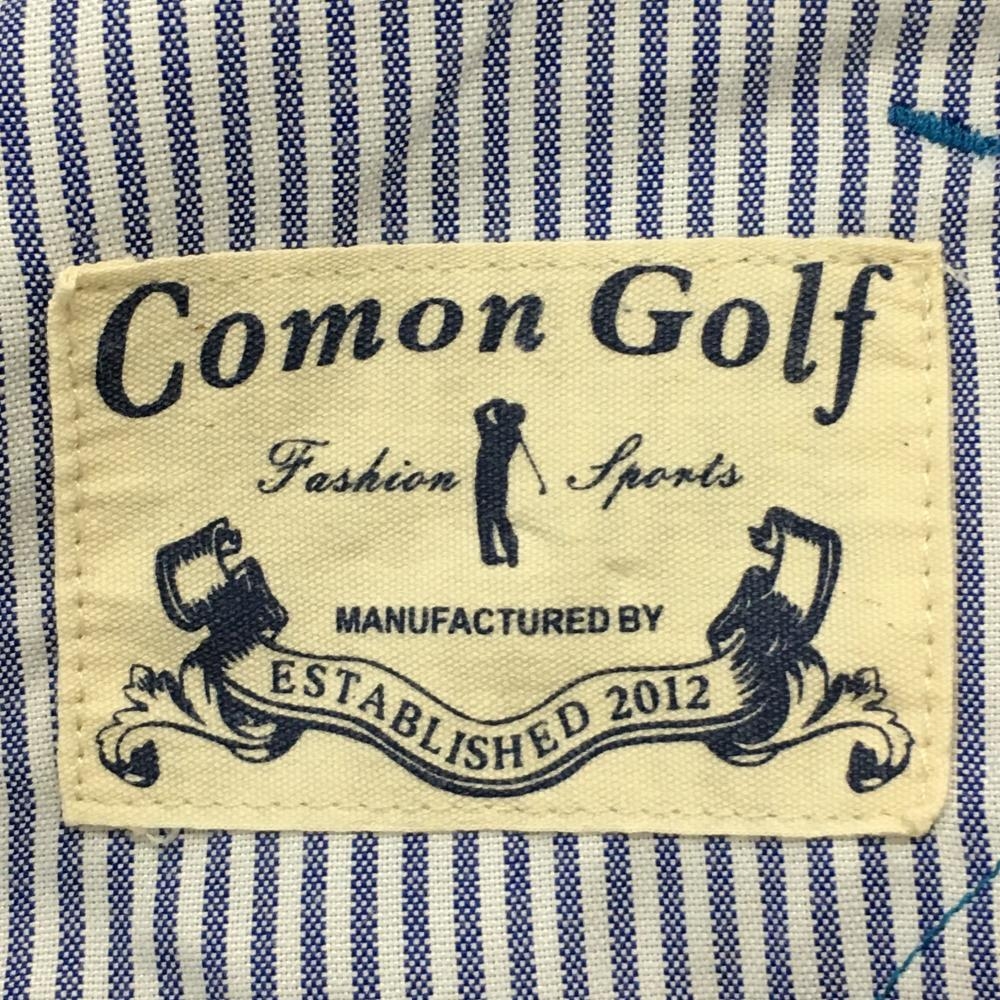 Comon Golf
Fashion Sports
MANUFACTURED BY
ESTABLISHED 2012